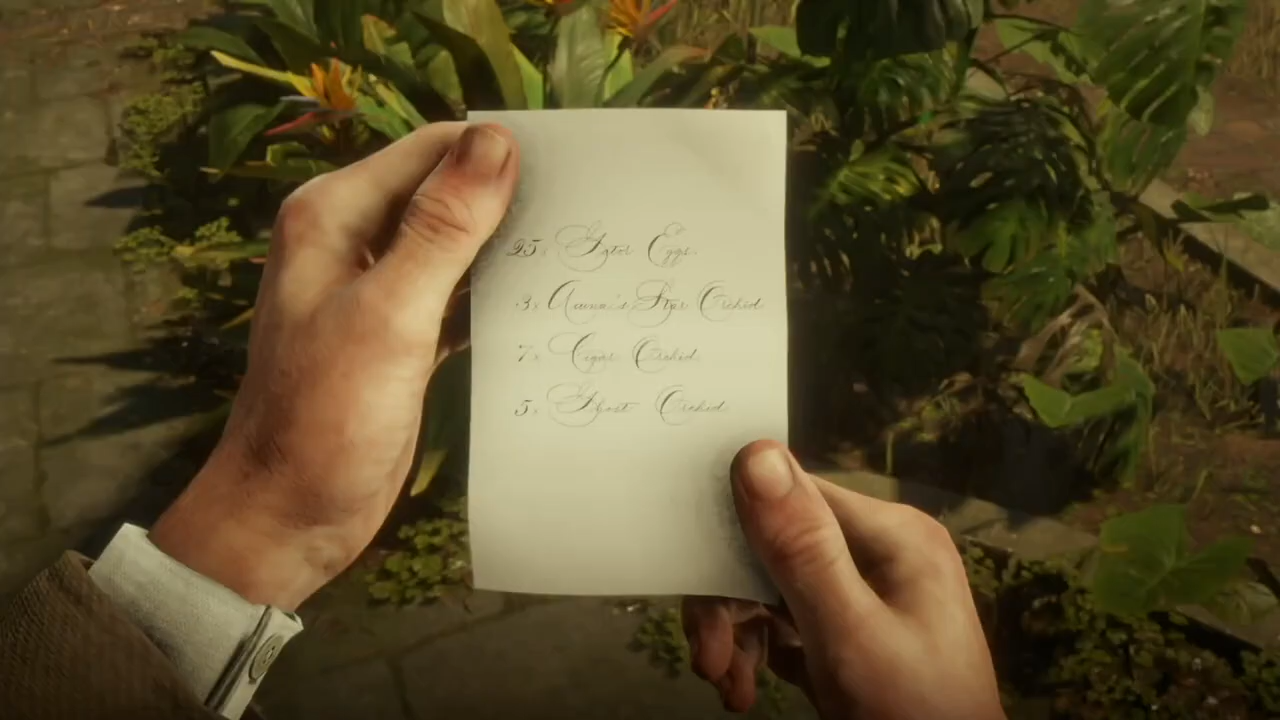 25x Gator Eggs
3x Acuna's Star Orchid
7x Cigar Orchid
5x Ghost Orchid